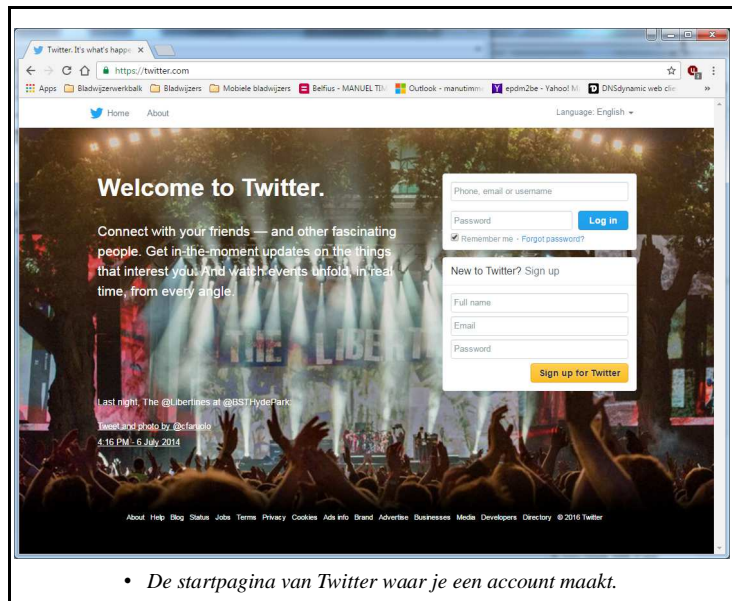 Twitter. It's what's happe
https://twitter.com
Apps Bladwijzerwerkbalk Bladwijzers Mobiele bladwijzers Belfius - MANUEL TIM Outlook - manutimme epdm2be - Yahoo! M DNSdynamic web clie
Home About Language: English
Welcome to Twitter.
Connect with your friends — and other fascinating
people. Get in-the-moment updates on the things
that interest you. And watch events unfold, in real
time, from every angle.
Phone, email or username
Password Log in
Remember me · Forgot password?
New to Twitter? Sign up
Full name
Email
Password
Sign up for Twitter
THE LIBERT
Last night, The @Libertines at @BSTHydePark:
Tweet and photo by @cfaruolo
4:16 PM - 6 July 2014
About Help Blog Status Jobs Terms Privacy Cookies Ads info Brand Advertise Businesses Media Developers Directory © 2016 Twitter
• De startpagina van Twitter waar je een account maakt.